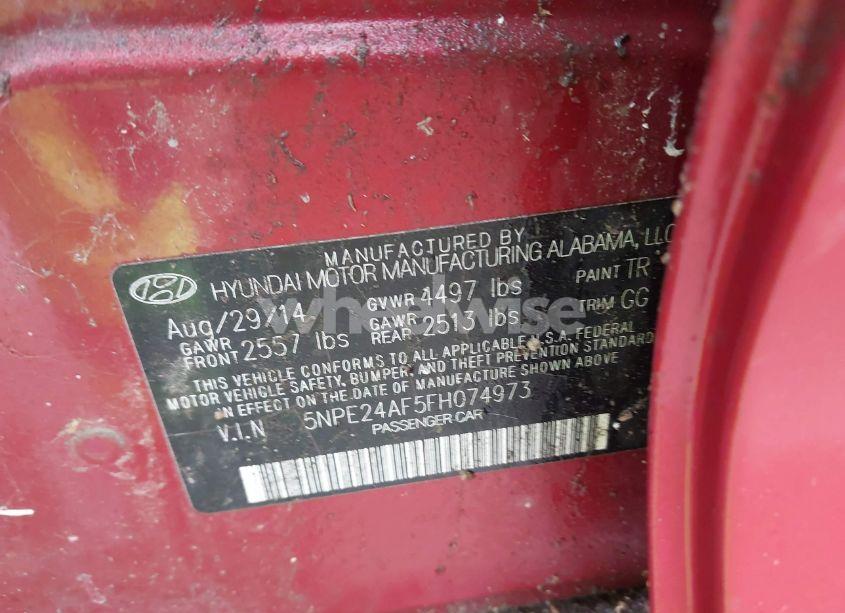 MANUFACTURED BY
HYUNDAI MOTOR MANUFACTURING ALABAMA, LLC
Aug/29/14 GVWR 4497 lbs PAINT TR
GAWR FRONT 2557 lbs GAWR REAR 2513 lbs TRIM GG
THIS VEHICLE CONFORMS TO ALL APPLICABLE U.S.A. FEDERAL
MOTOR VEHICLE SAFETY, BUMPER, AND THEFT PREVENTION STANDARDS
IN EFFECT ON THE DATE OF MANUFACTURE SHOWN ABOVE
V.I.N 5NPE24AF5FH074973
PASSENGER CAR
wheelwise